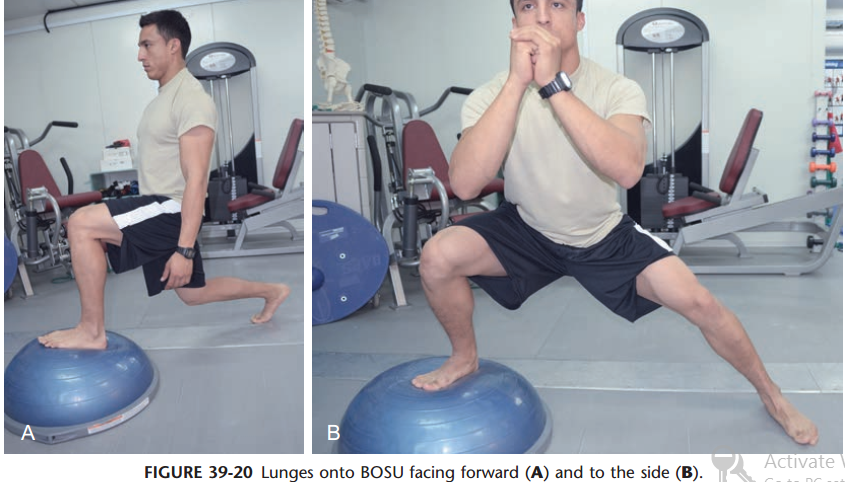 A
B
FIGURE 39-20 Lunges onto BOSU facing forward (A) and to the side (B).
Activate